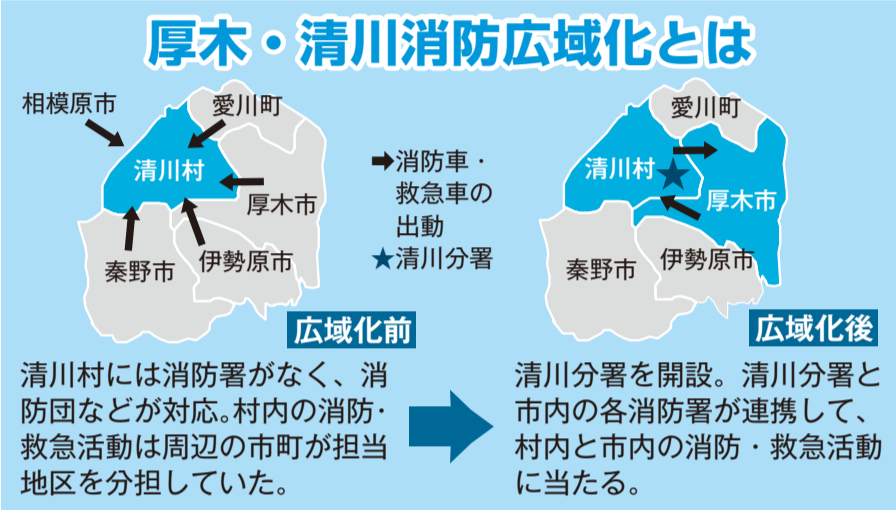 厚木・清川消防広域化とは
相模原市
愛川町
清川村
厚木市
秦野市
伊勢原市
➡消防車・
救急車の
出動
★清川分署
愛川町
清川村
厚木市
秦野市
伊勢原市
広域化前
清川村には消防署がなく、消
防団などが対応。村内の消防・
救急活動は周辺の市町が担当
地区を分担していた。
広域化後
清川分署を開設。清川分署と
市内の各消防署が連携して、
村内と市内の消防・救急活動
に当たる。